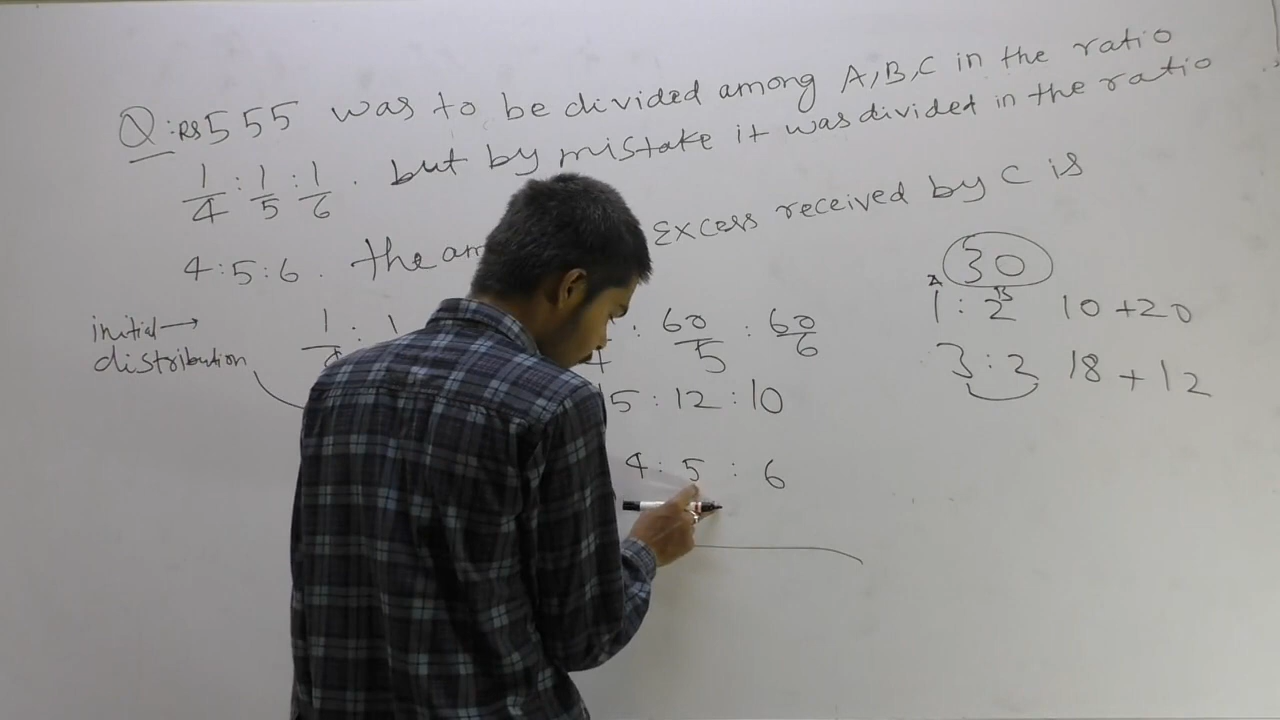 Q: Rs 555 was to be divided among A, B, C in the ratio
1/4 : 1/5 : 1/6 . but by mistake it was divided in the ratio
4 : 5 : 6 . the am Excess received by C is
initial →
distribution
1/4 : 1 : 60/5 : 60/6
5 : 12 : 10
4 : 5 : 6
30
A B
1 : 2 10 + 20
3 : 2 18 + 12